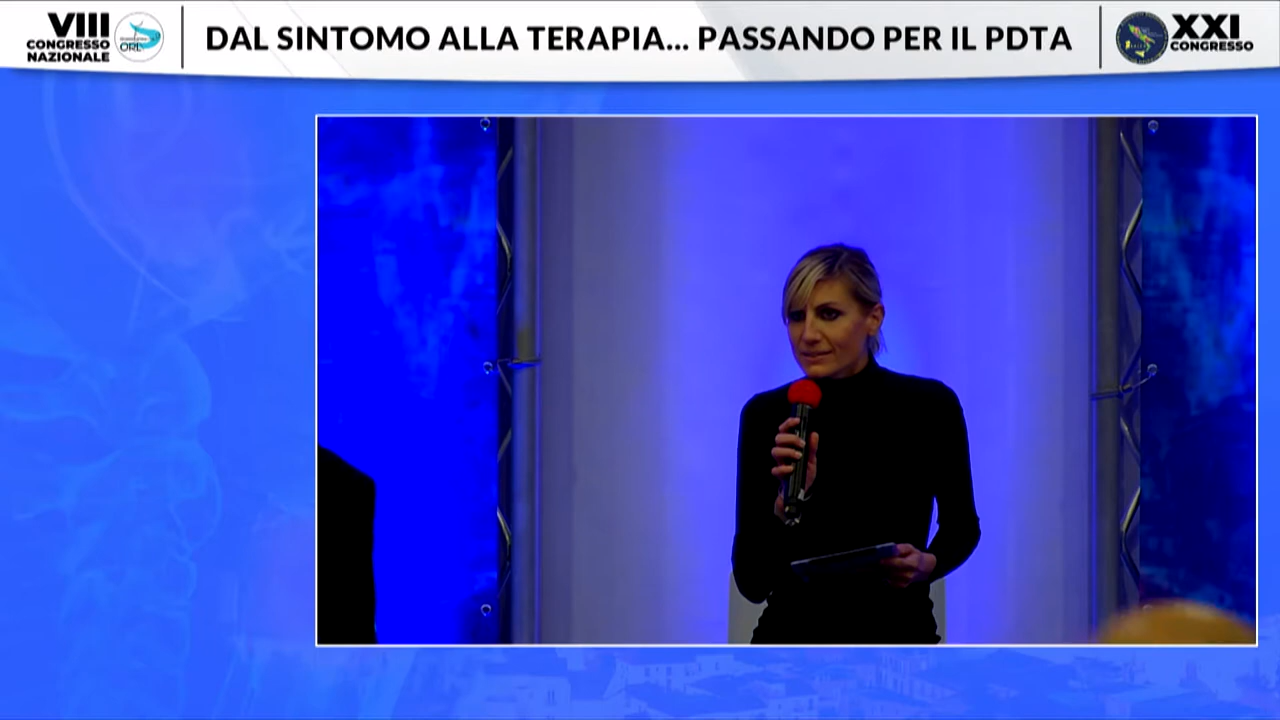 VIII
CONGRESSO
NAZIONALE
ORL
DAL SINTOMO ALLA TERAPIA... PASSANDO PER IL PDTA
XXI
CONGRESSO